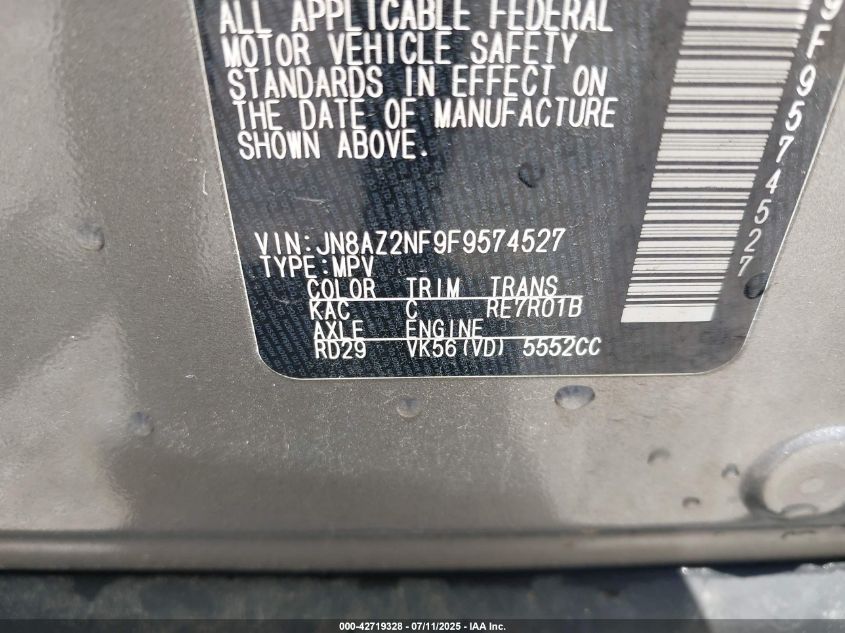 ALL APPLICABLE FEDERAL
MOTOR VEHICLE SAFETY
STANDARDS IN EFFECT ON
THE DATE OF MANUFACTURE
SHOWN ABOVE.
VIN:JN8AZ2NF9F9574527
TYPE:MPV
COLOR TRIM TRANS
KAC C RE7R01B
AXLE ENGINE
RD29 VK56(VD) 5552CC
9F9574527
000-42719328 - 07/11/2025 - IAA Inc.